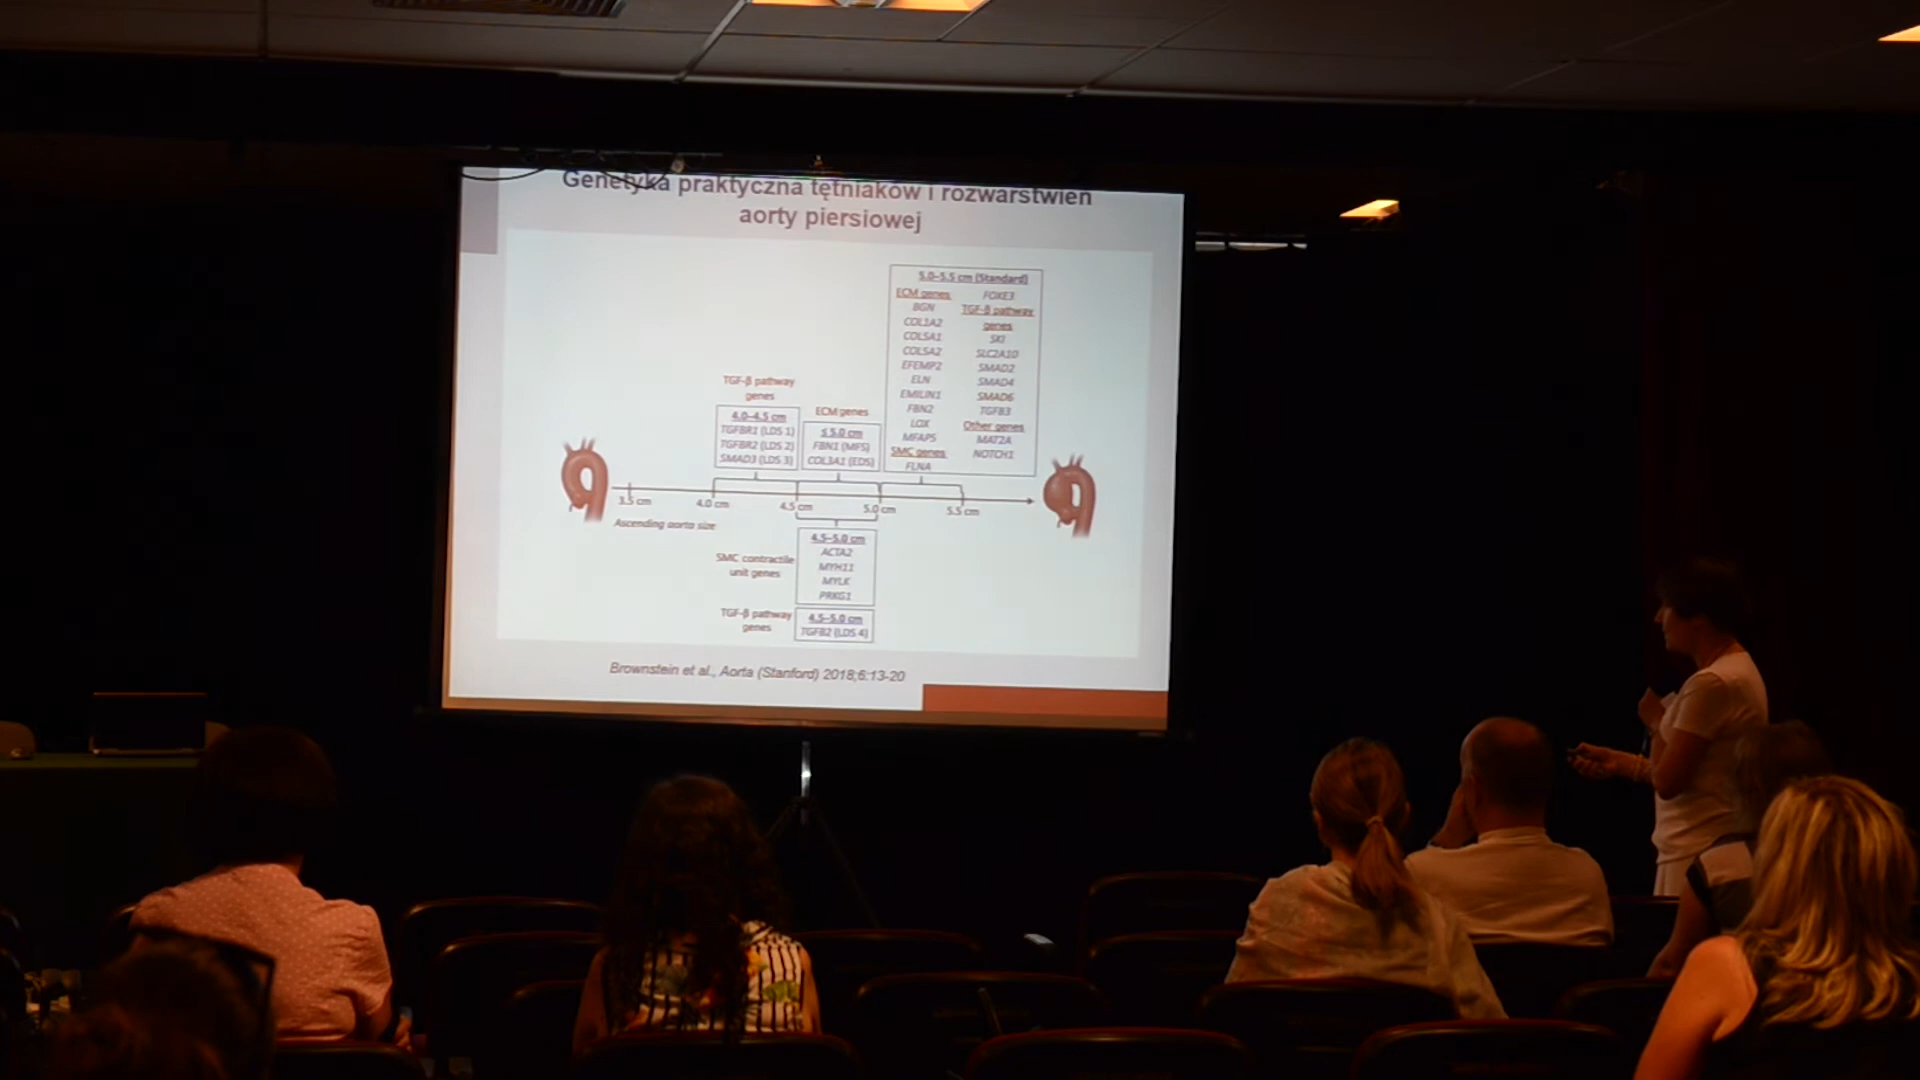 Genetyka praktyczna tętniaków i rozwarstwień
aorty piersiowej
5.0–5.5 cm (Standard)
ECM genes
BGN
COL1A2
COL5A1
COL5A2
EFEMP2
ELN
EMILIN1
FBN2
LOX
MFAP5
SMC genes
FLNA
FOXE3
TGF-β pathway
genes
SKI
SLC2A10
SMAD2
SMAD4
SMAD6
TGFB3
Other genes
MAT2A
NOTCH1
TGF-β pathway
genes
4.0–4.5 cm
TGFBR1 (LDS 1)
TGFBR2 (LDS 2)
SMAD3 (LDS 3)
ECM genes
≤ 5.0 cm
FBN1 (MFS)
COL3A1 (EDS)
3.5 cm
4.0 cm
4.5 cm
5.0 cm
5.5 cm
Ascending aorta size
SMC contractile
unit genes
4.5–5.0 cm
ACTA2
MYH11
MYLK
PRKG1
TGF-β pathway
genes
4.5–5.0 cm
TGFB2 (LDS 4)
Brownstein et al., Aorta (Stanford) 2018;6:13-20